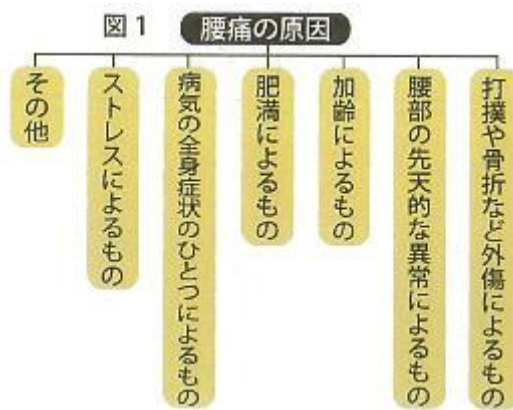 図1
腰痛の原因
打撲や骨折など外傷によるもの
腰部の先天的な異常によるもの
加齢によるもの
肥満によるもの
病気の全身症状のひとつによるもの
ストレスによるもの
その他